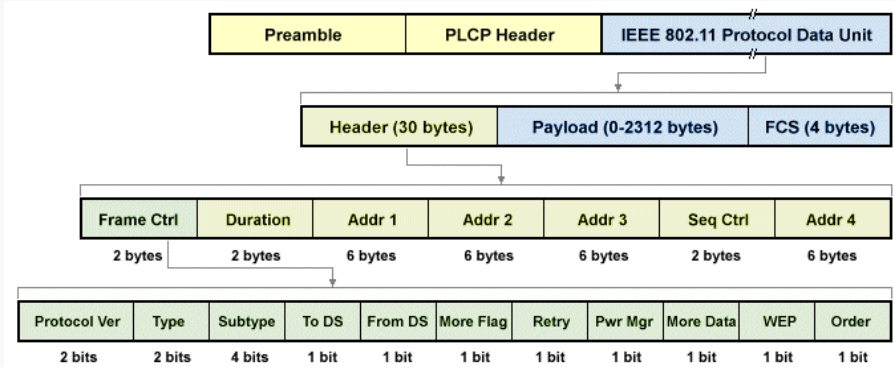 Preamble PLCP Header IEEE 802.11 Protocol Data Unit
Header (30 bytes) Payload (0-2312 bytes) FCS (4 bytes)
Frame Ctrl Duration Addr 1 Addr 2 Addr 3 Seq Ctrl Addr 4
2 bytes 2 bytes 6 bytes 6 bytes 6 bytes 2 bytes 6 bytes
Protocol Ver Type Subtype To DS From DS More Flag Retry Pwr Mgr More Data WEP Order
2 bits 2 bits 4 bits 1 bit 1 bit 1 bit 1 bit 1 bit 1 bit 1 bit 1 bit